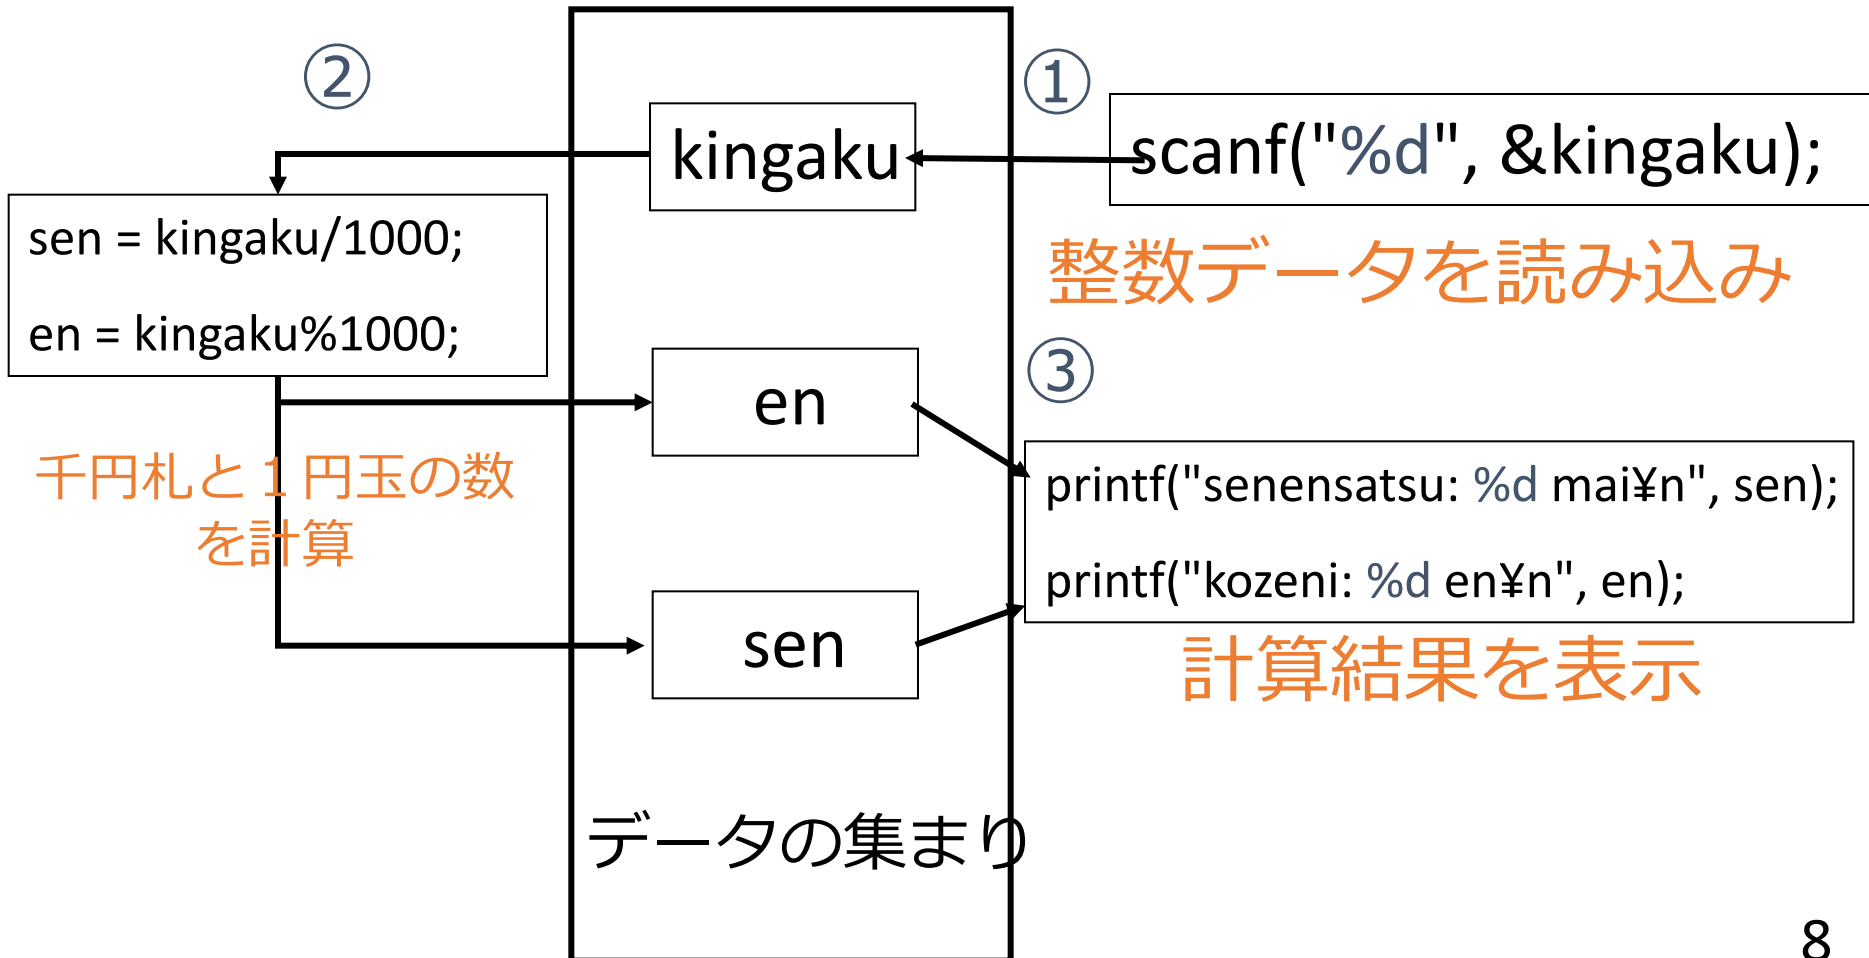 ①
scanf("%d", &kingaku);
整数データを読み込み
kingaku
②
sen = kingaku/1000;
en = kingaku%1000;
千円札と１円玉の数
を計算
en
sen
③
printf("senensatsu: %d mai¥n", sen);
printf("kozeni: %d en¥n", en);
計算結果を表示
データの集まり
8